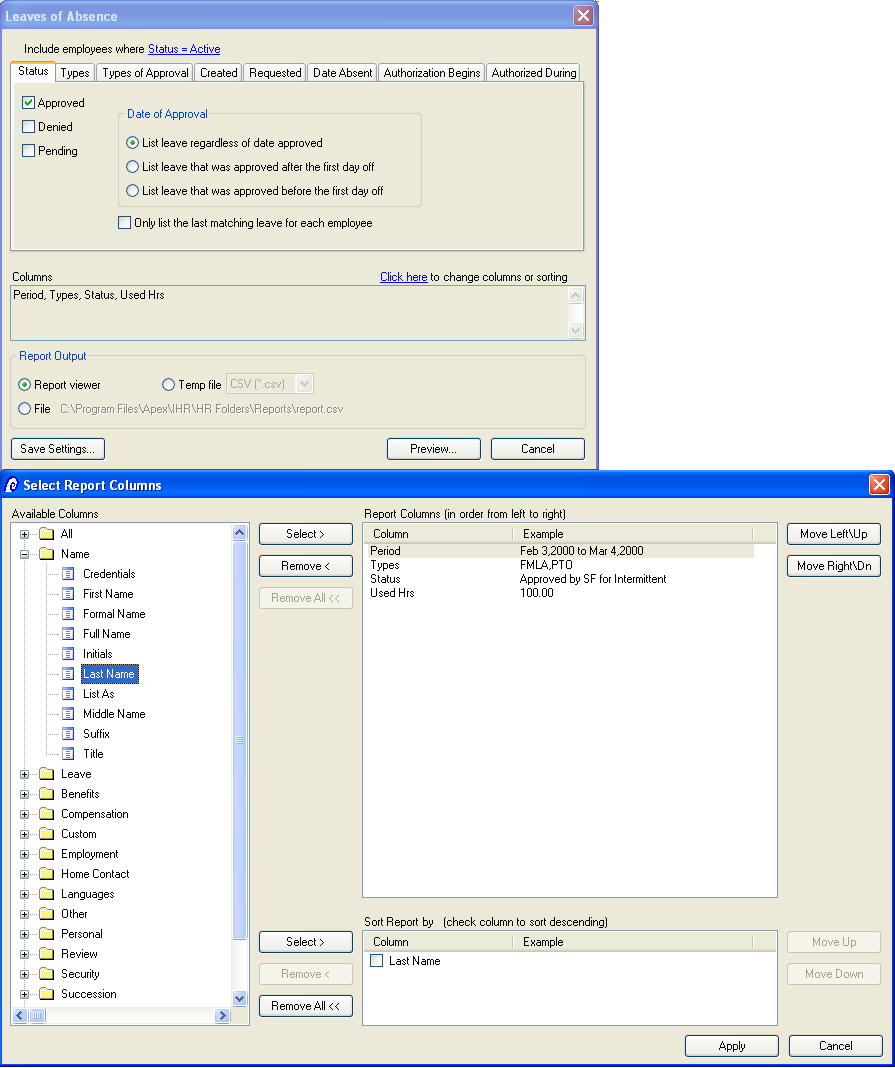 Leaves of Absence
Include employees where Status = Active
Status Types Types of Approval Created Requested Date Absent Authorization Begins Authorized During
Approved
Denied
Pending
Date of Approval
List leave regardless of date approved
List leave that was approved after the first day off
List leave that was approved before the first day off
Only list the last matching leave for each employee
Columns Click here to change columns or sorting
Period, Types, Status, Used Hrs
Report Output
Report viewer Temp file CSV (*.csv)
File C:\Program Files\Apex\IHR\HR Folders\Reports\report.csv
Save Settings... Preview... Cancel
Select Report Columns
Available Columns
All
Name
Credentials
First Name
Formal Name
Full Name
Initials
Last Name
List As
Middle Name
Suffix
Title
Leave
Benefits
Compensation
Custom
Employment
Home Contact
Languages
Other
Personal
Review
Security
Succession
Select >
Remove <
Remove All <<
Report Columns (in order from left to right)
Column Example
Period Feb 3,2000 to Mar 4,2000
Types FMLA,PTO
Status Approved by SF for Intermittent
Used Hrs 100.00
Move Left\Up
Move Right\Dn
Select >
Remove <
Remove All <<
Sort Report by (check column to sort descending)
Column Example
Last Name
Move Up
Move Down
Apply Cancel